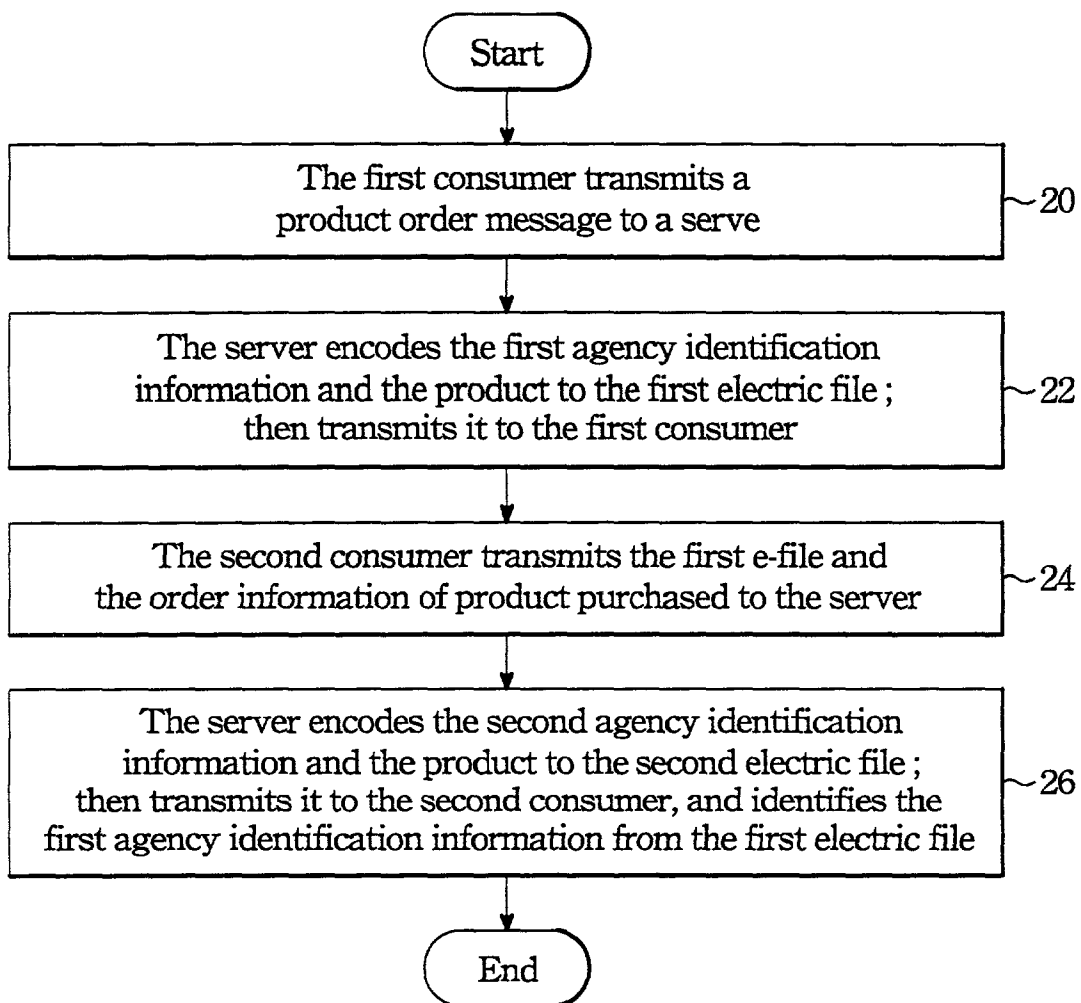 Start
The first consumer transmits a
product order message to a serve
20
The server encodes the first agency identification
information and the product to the first electric file ;
then transmits it to the first consumer
22
The second consumer transmits the first e-file and
the order information of product purchased to the server
24
The server encodes the second agency identification
information and the product to the second electric file ;
then transmits it to the second consumer, and identifies the
first agency identification information from the first electric file
26
End